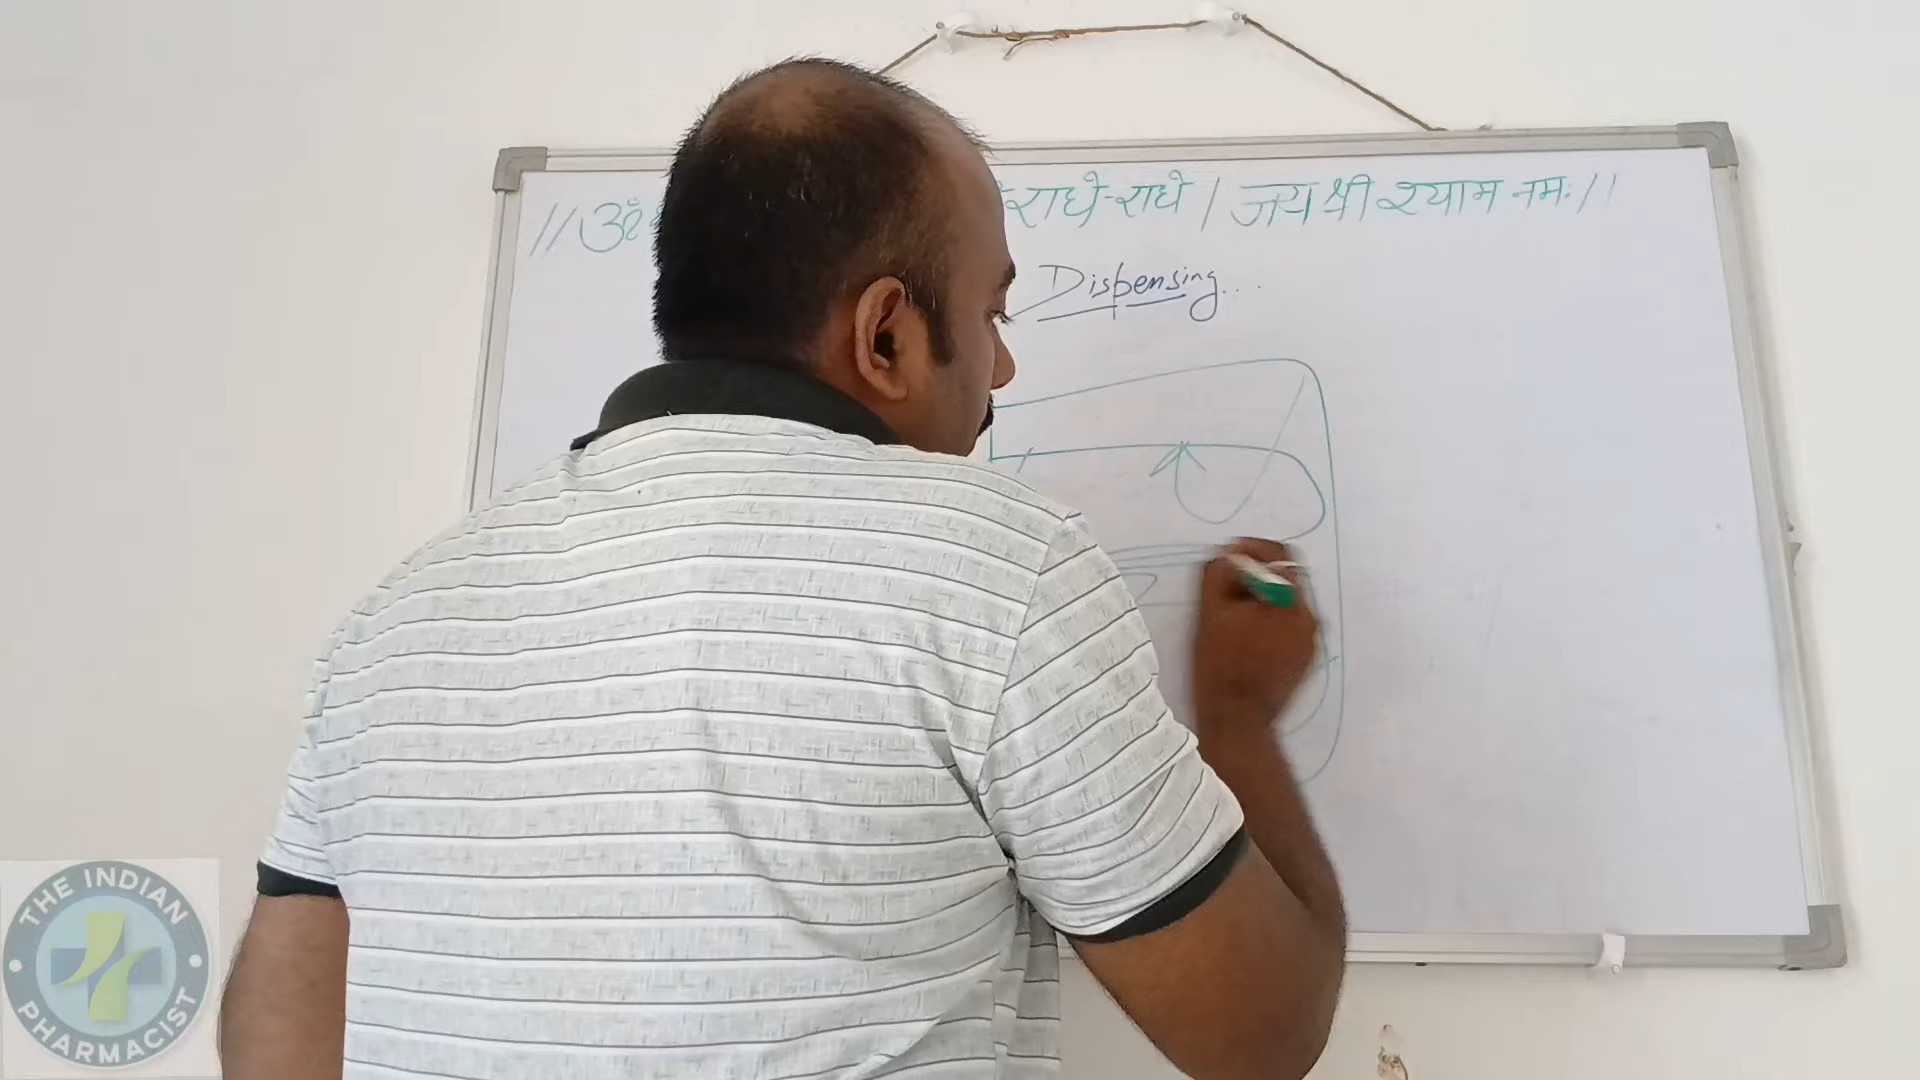 //ॐ राधे-राधे / जय श्री श्याम नमः//
Dispensing...
THE INDIAN
PHARMACIST